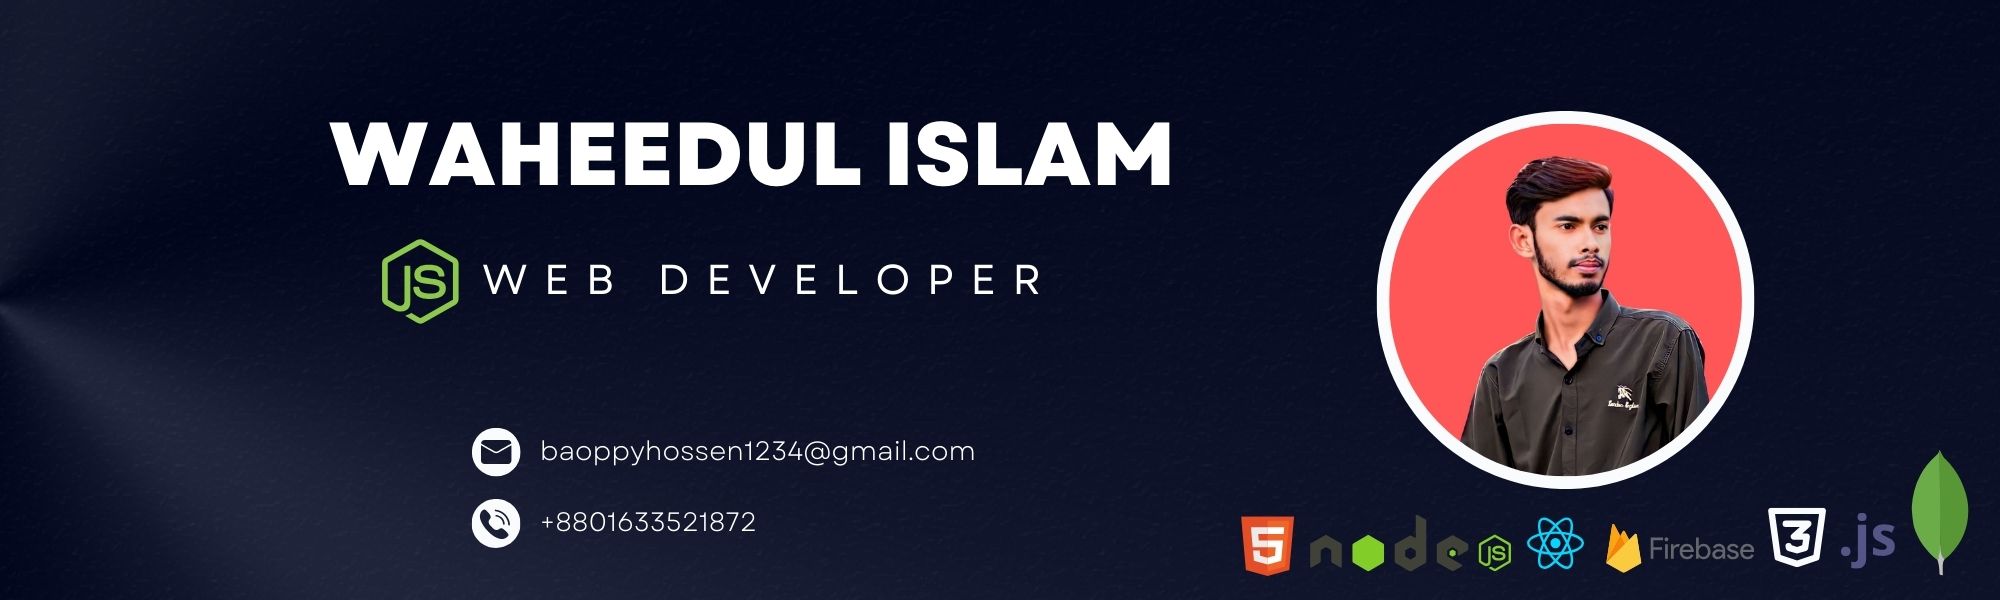 WAHEEDUL ISLAM
JS WEB DEVELOPER
baoppyhossen1234@gmail.com
+8801633521872
5 node JS Firebase 3 .js